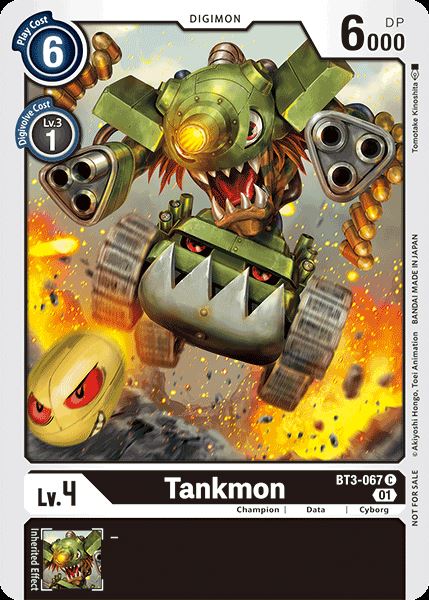 Play Cost
6
DIGIMON
DP
6000
Digivolve Cost
Lv.3
1
Tomotake Kinoshita
©Akiyoshi Hongo, Toei Animation BANDAI MADE IN JAPAN
NOT FOR SALE
Lv.4
Tankmon
BT3-067 C
01
Champion | Data | Cyborg
Inherited Effect
-